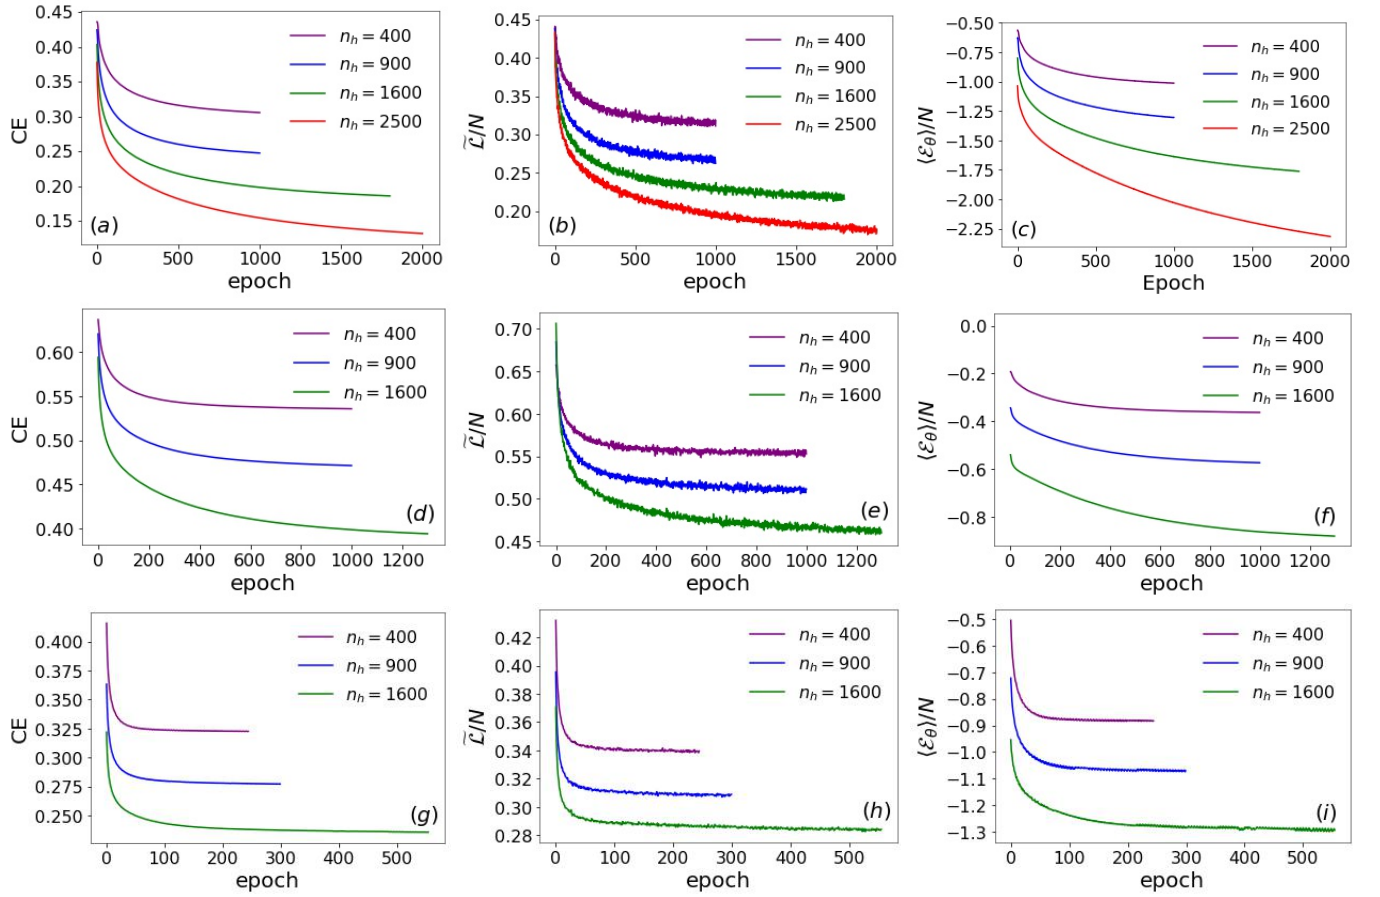 0.45
0.40
0.35
0.30
0.25
0.20
0.15
CE
n_h = 400
n_h = 900
n_h = 1600
n_h = 2500
(a)
0 500 1000 1500 2000
epoch
0.45
0.40
0.35
0.30
0.25
0.20
L̃/N
n_h = 400
n_h = 900
n_h = 1600
n_h = 2500
(b)
0 500 1000 1500 2000
epoch
−0.50
−0.75
−1.00
−1.25
−1.50
−1.75
−2.00
−2.25
⟨ℰ_θ⟩/N
n_h = 400
n_h = 900
n_h = 1600
n_h = 2500
(c)
0 500 1000 1500 2000
Epoch
0.60
0.55
0.50
0.45
0.40
CE
n_h = 400
n_h = 900
n_h = 1600
(d)
0 200 400 600 800 1000 1200
epoch
0.70
0.65
0.60
0.55
0.50
0.45
L̃/N
n_h = 400
n_h = 900
n_h = 1600
(e)
0 200 400 600 800 1000 1200
epoch
0.0
−0.2
−0.4
−0.6
−0.8
⟨ℰ_θ⟩/N
n_h = 400
n_h = 900
n_h = 1600
(f)
0 200 400 600 800 1000 1200
epoch
0.400
0.375
0.350
0.325
0.300
0.275
0.250
CE
n_h = 400
n_h = 900
n_h = 1600
(g)
0 100 200 300 400 500
epoch
0.42
0.40
0.38
0.36
0.34
0.32
0.30
0.28
L̃/N
n_h = 400
n_h = 900
n_h = 1600
(h)
0 100 200 300 400 500
epoch
−0.5
−0.6
−0.7
−0.8
−0.9
−1.0
−1.1
−1.2
−1.3
⟨ℰ_θ⟩/N
n_h = 400
n_h = 900
n_h = 1600
(i)
0 100 200 300 400 500
epoch